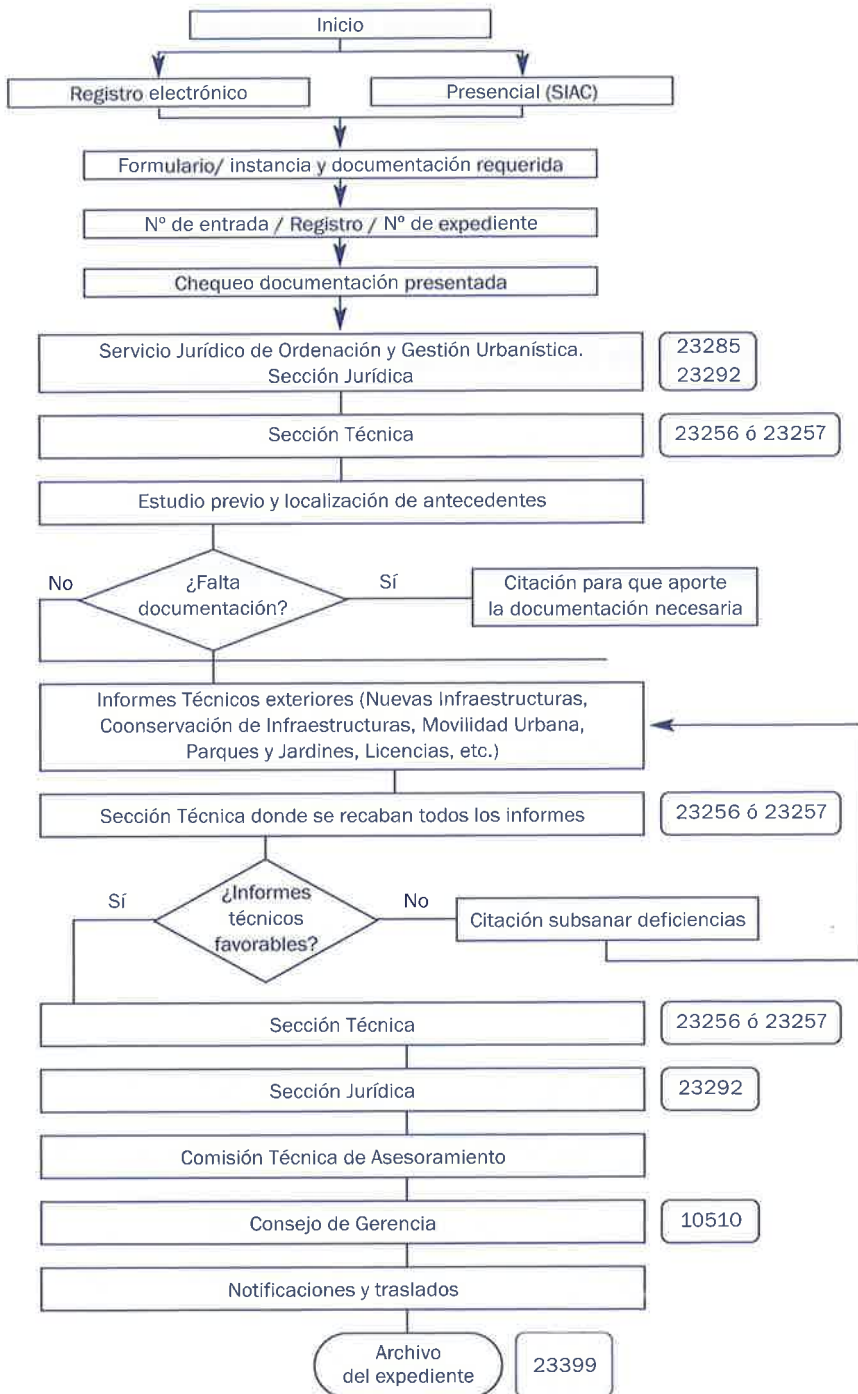 Inicio
Registro electrónico
Presencial (SIAC)
Formulario/ instancia y documentación requerida
Nº de entrada / Registro / Nº de expediente
Chequeo documentación presentada
Servicio Jurídico de Ordenación y Gestión Urbanística.
Sección Jurídica
23285
23292
Sección Técnica
23256 ó 23257
Estudio previo y localización de antecedentes
No
¿Falta
documentación?
Sí
Citación para que aporte
la documentación necesaria
Informes Técnicos exteriores (Nuevas Infraestructuras,
Coonservación de Infraestructuras, Movilidad Urbana,
Parques y Jardines, Licencias, etc.)
Sección Técnica donde se recaban todos los informes
23256 ó 23257
Sí
¿Informes
técnicos
favorables?
No
Citación subsanar deficiencias
Sección Técnica
23256 ó 23257
Sección Jurídica
23292
Comisión Técnica de Asesoramiento
Consejo de Gerencia
10510
Notificaciones y traslados
Archivo
del expediente
23399